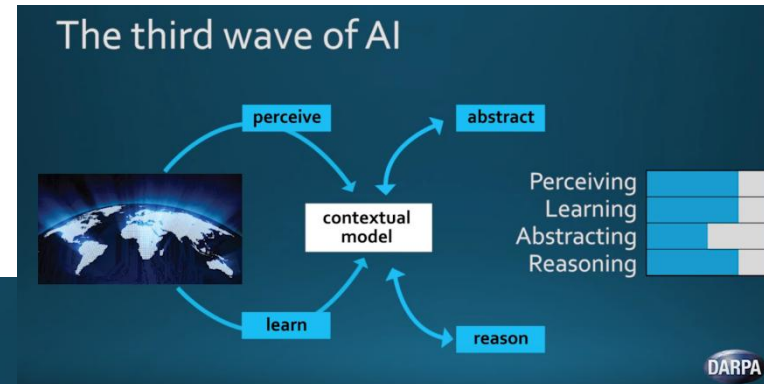 The third wave of AI
perceive
abstract
contextual
model
learn
reason
Perceiving
Learning
Abstracting
Reasoning
DARPA